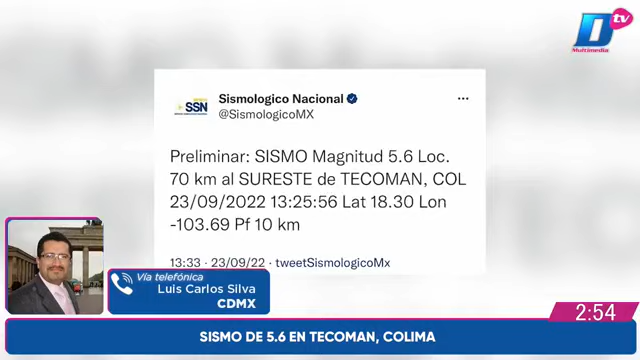 D tv
Multimedia
SSN
Sismologico Nacional
@SismologicoMX
Preliminar: SISMO Magnitud 5.6 Loc.
70 km al SURESTE de TECOMAN, COL
23/09/2022 13:25:56 Lat 18.30 Lon
-103.69 Pf 10 km
13:33 · 23/09/22 · tweetSismologicoMx
Vía telefónica
Luis Carlos Silva
CDMX
2:54
SISMO DE 5.6 EN TECOMAN, COLIMA